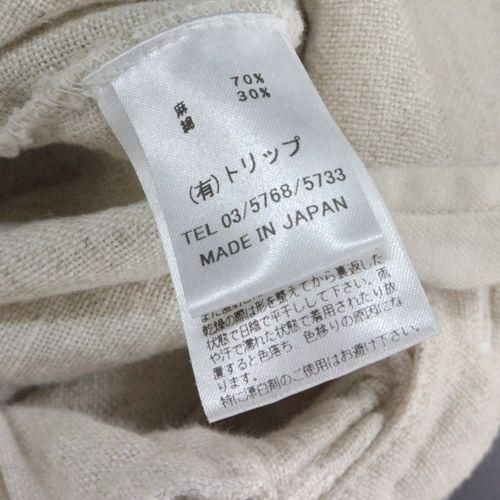 麻 70%
綿 30%
(有)トリップ
TEL 03/5768/5733
MADE IN JAPAN
乾燥の際は形を整えてから裏返した
状態で日陰で平干しして下さい。雨
や汗で濡れた状態で着用されたり放
置すると色落ち、色移りの原因にな
ります。
特に漂白剤のご使用はお避け下さい。